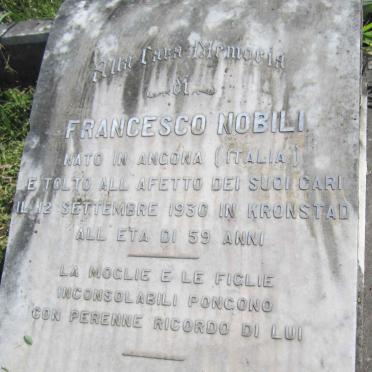 Alla Cara Memoria
di
FRANCESCO NOBILI
NATO IN ANCONA (ITALIA)
E TOLTO ALL AFETTO DEI SUOI CARI
IL 12 SETTEMBRE 1930 IN KRONSTAD
ALL ETA DI 59 ANNI
LA MOGLIE E LE FIGLIE
INCONSOLABILI PONGONO
CON PERENNE RICORDO DI LUI